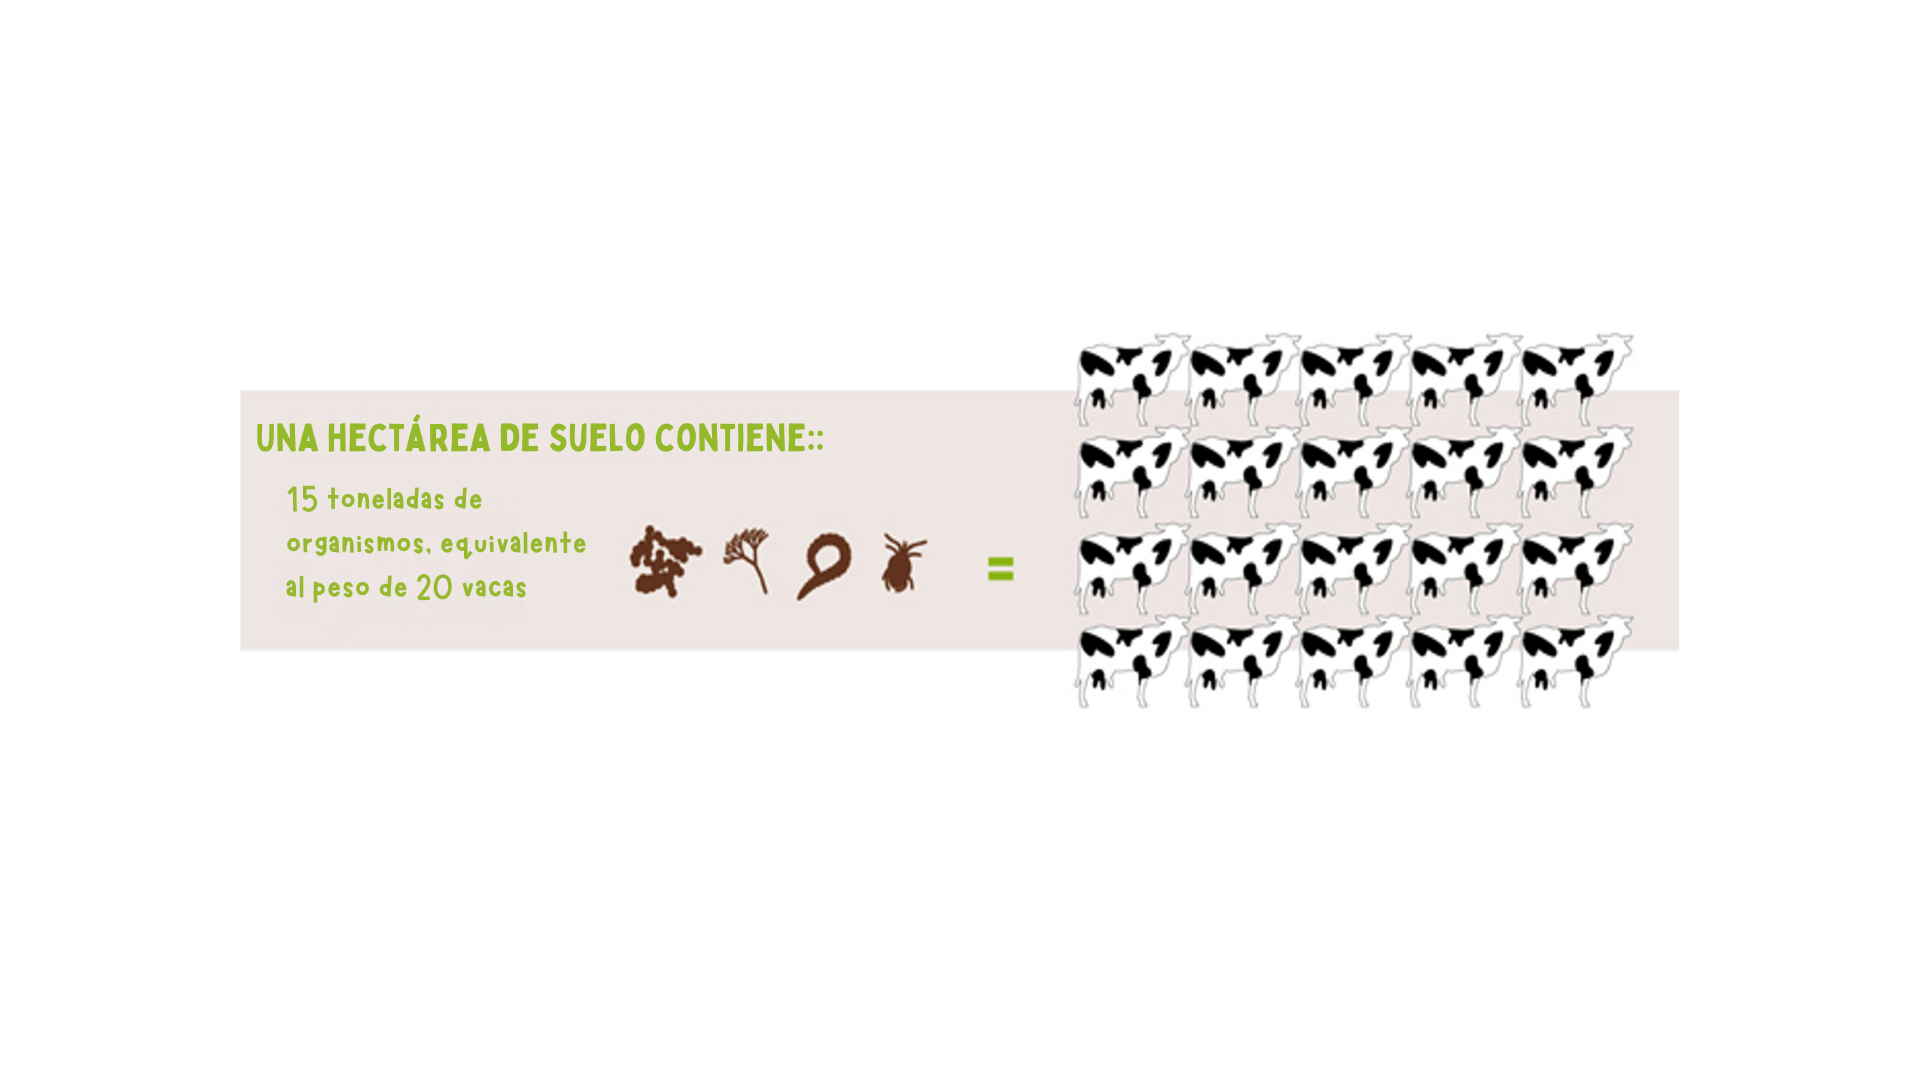 UNA HECTÁREA DE SUELO CONTIENE::
15 toneladas de
organismos, equivalente
al peso de 20 vacas
=